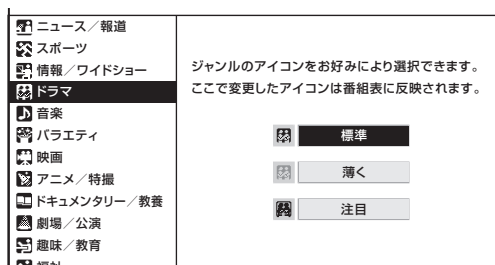 ニュース／報道
スポーツ
情報／ワイドショー
ドラマ
音楽
バラエティ
映画
アニメ／特撮
ドキュメンタリー／教養
劇場／公演
趣味／教育
ジャンルのアイコンをお好みにより選択できます。
ここで変更したアイコンは番組表に反映されます。
標準
薄く
注目